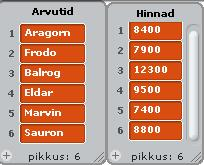 Arvutid
1 Aragorn
2 Frodo
3 Balrog
4 Eldar
5 Marvin
6 Sauron
+ pikkus: 6
Hinnad
1 8400
2 7900
3 12300
4 9500
5 7400
6 8800
+ pikkus: 6